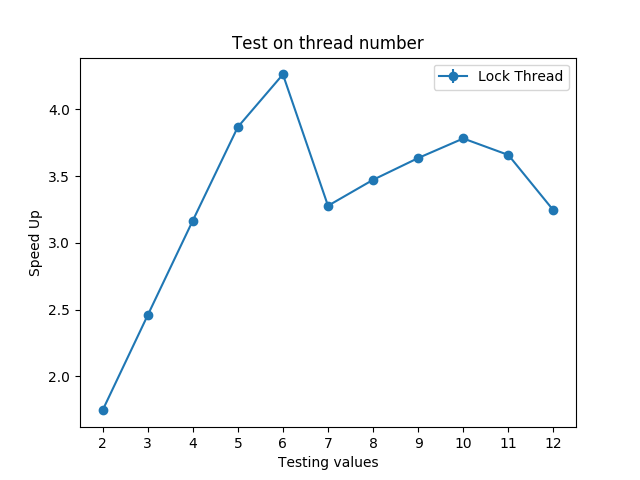 Test on thread number
Lock Thread
4.0
3.5
3.0
2.5
2.0
Speed Up
2 3 4 5 6 7 8 9 10 11 12
Testing values